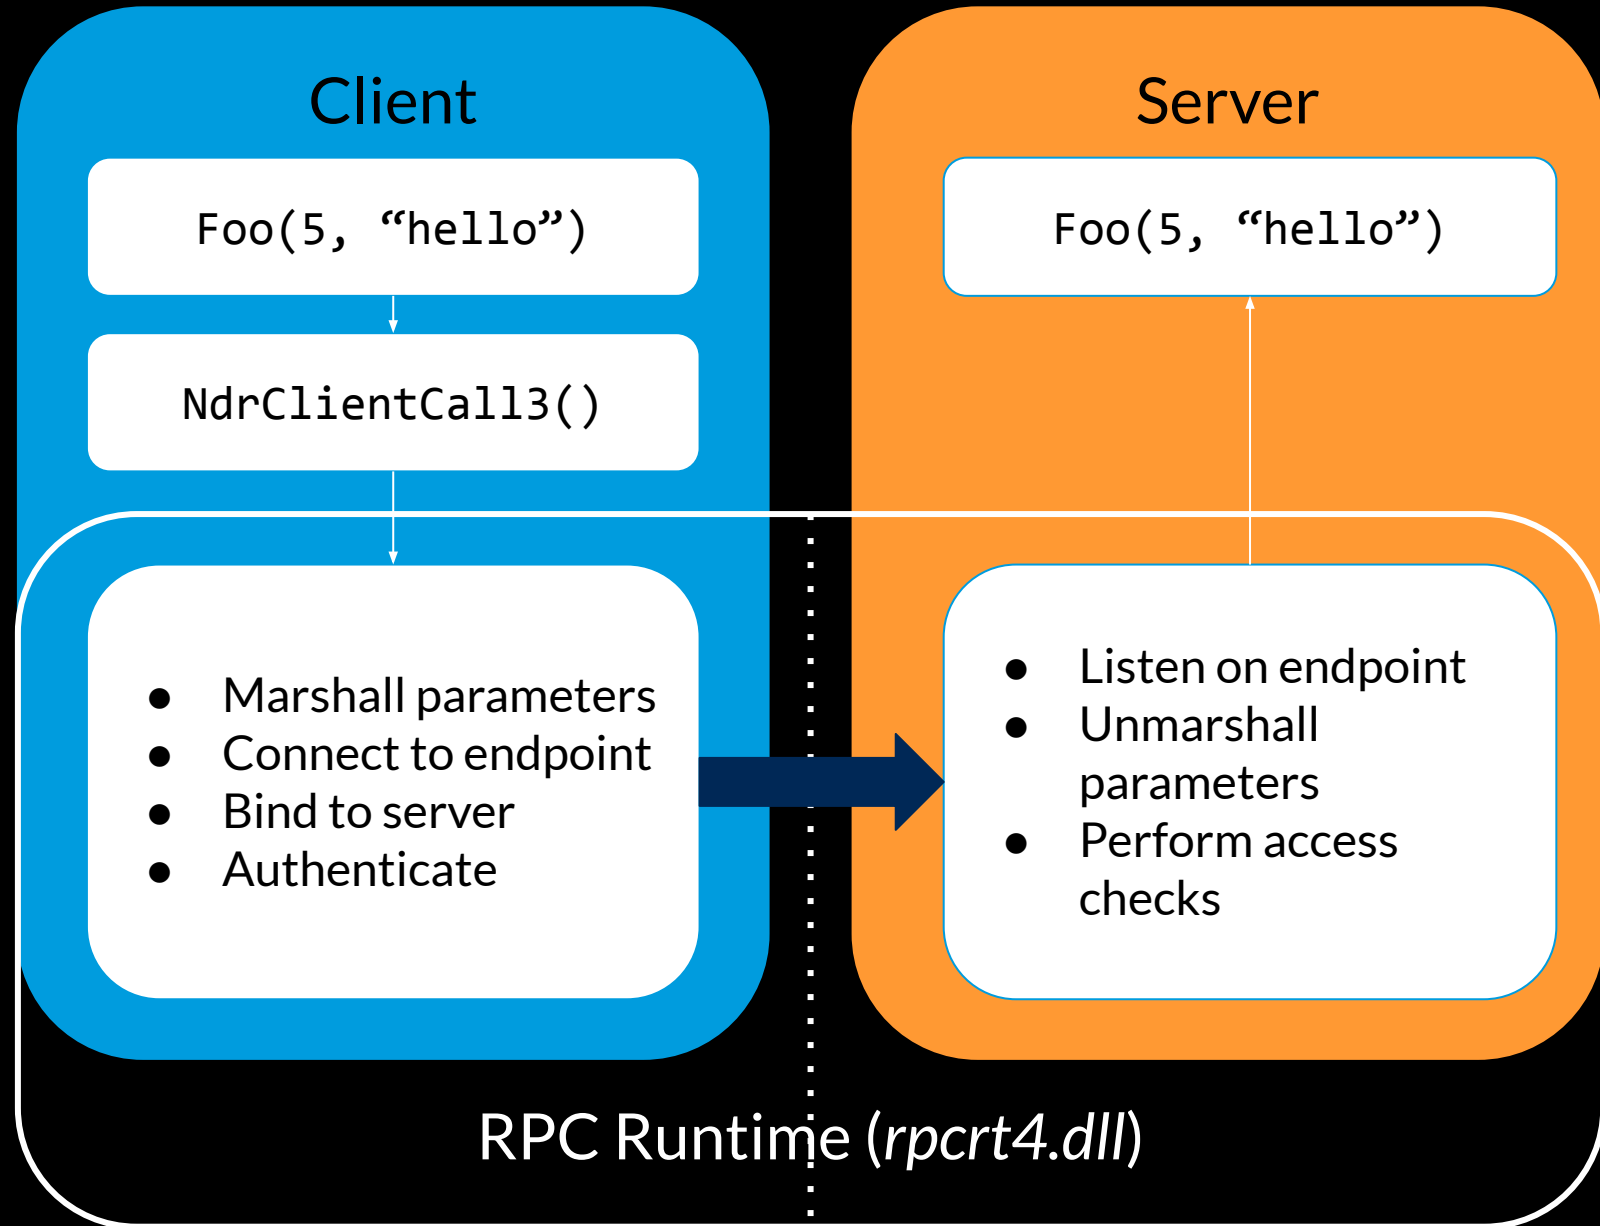 Client
Foo(5, “hello”)
NdrClientCall3()
● Marshall parameters
● Connect to endpoint
● Bind to server
● Authenticate
Server
Foo(5, “hello”)
● Listen on endpoint
● Unmarshall
parameters
● Perform access
checks
RPC Runtime (rpcrt4.dll)